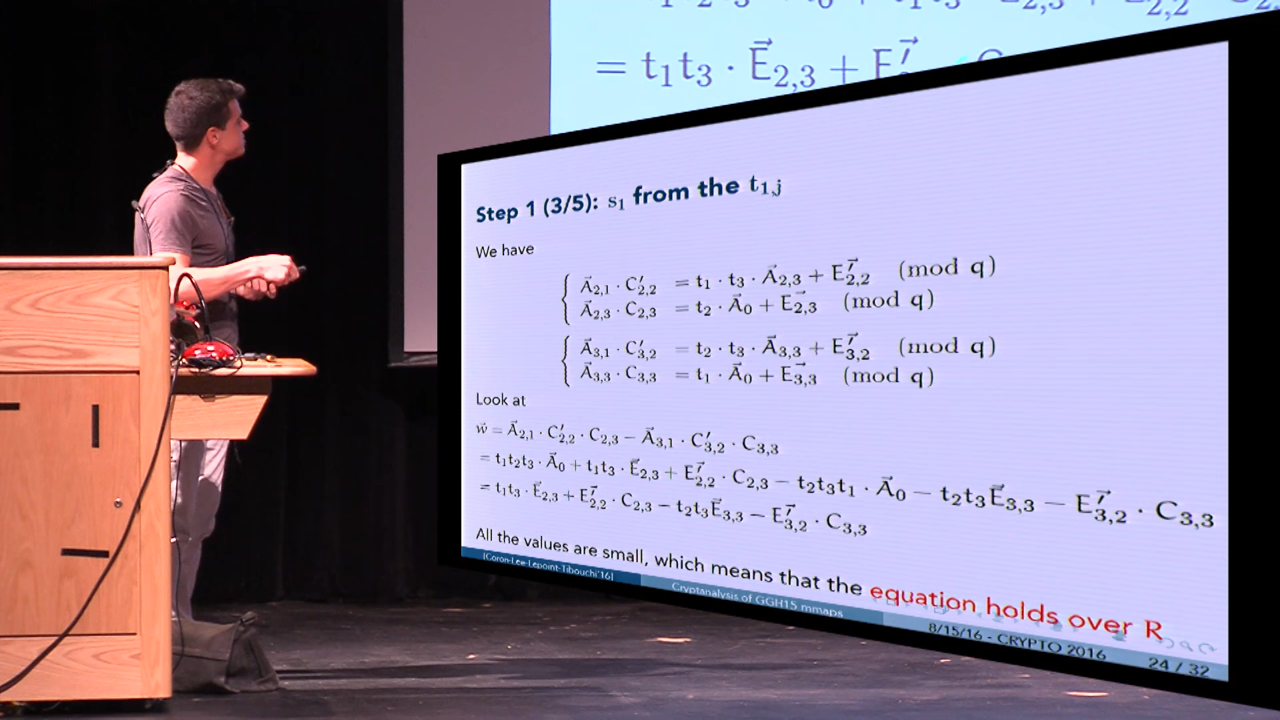 = t₁t₃ · E⃗₂,₃ +
Step 1 (3/5): s₁ from the t₁,ⱼ
We have
A⃗₂,₁ · C′₂,₂ = t₁ · t₃ · A⃗₂,₃ + E⃗′₂,₂ (mod q)
A⃗₂,₃ · C₂,₃ = t₂ · A⃗₀ + E⃗₂,₃ (mod q)
A⃗₃,₁ · C′₃,₂ = t₂ · t₃ · A⃗₃,₃ + E⃗′₃,₂ (mod q)
A⃗₃,₃ · C₃,₃ = t₁ · A⃗₀ + E⃗₃,₃ (mod q)
Look at
w⃗ = A⃗₂,₁ · C′₂,₂ · C₂,₃ − A⃗₃,₁ · C′₃,₂ · C₃,₃
= t₁t₂t₃ · A⃗₀ + t₁t₃ · E⃗₂,₃ + E⃗′₂,₂ · C₂,₃ − t₂t₃t₁ · A⃗₀ − t₂t₃E⃗₃,₃ − E⃗′₃,₂ · C₃,₃
= t₁t₃ · E⃗₂,₃ + E⃗′₂,₂ · C₂,₃ − t₂t₃E⃗₃,₃ − E⃗′₃,₂ · C₃,₃
All the values are small, which means that the equation holds over R
[Coron-Lee-Lepoint-Tibouchi'16]
Cryptanalysis of GGH15 mmaps
8/15/16 - CRYPTO 2016
24 / 32